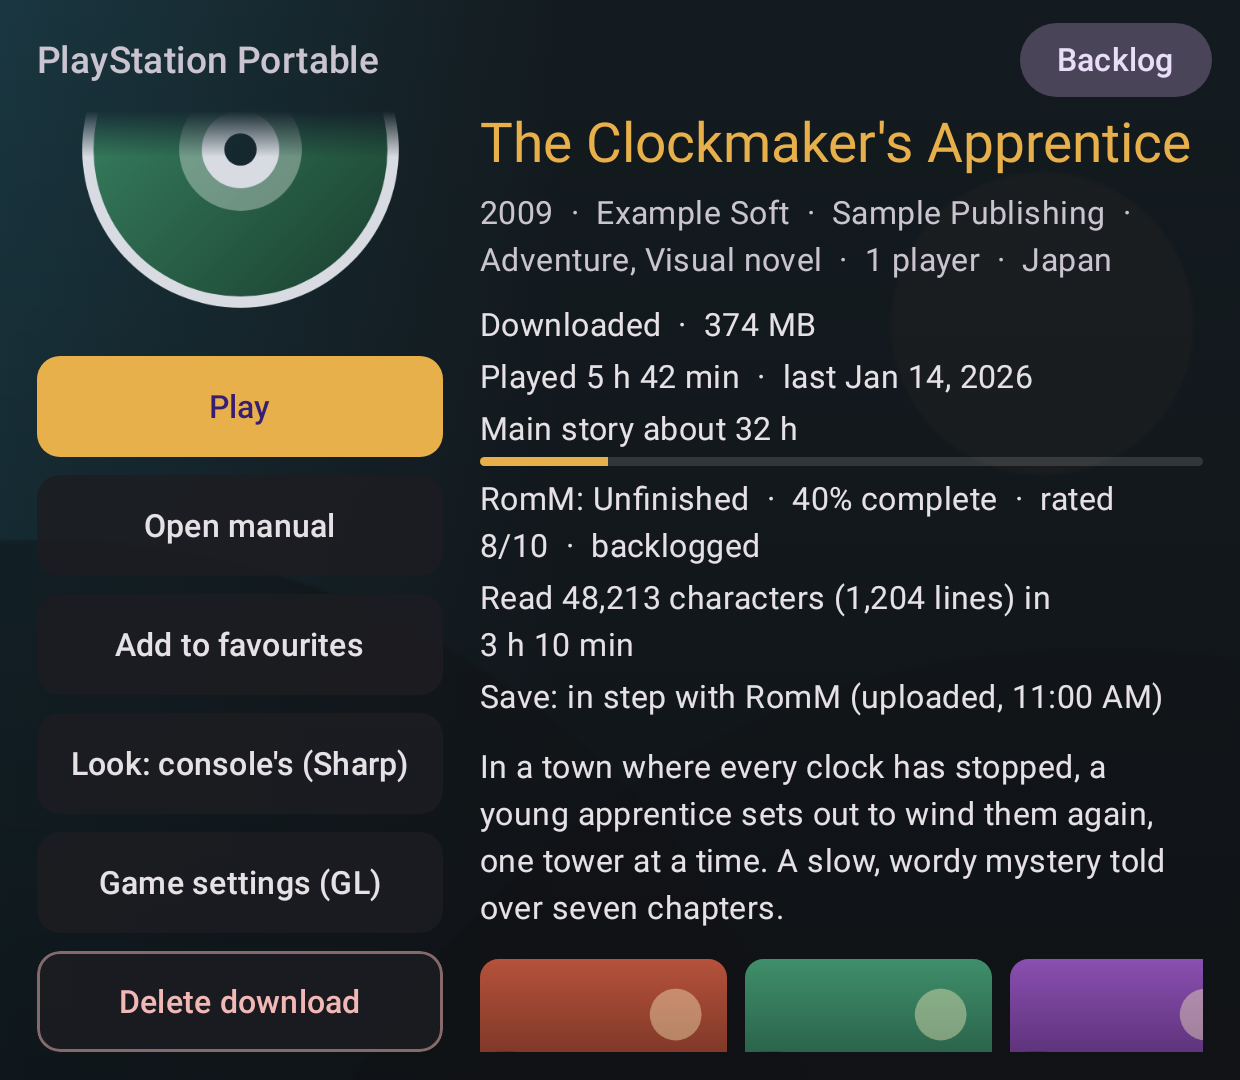 PlayStation Portable
Backlog
The Clockmaker's Apprentice
2009 · Example Soft · Sample Publishing ·
Adventure, Visual novel · 1 player · Japan
Downloaded · 374 MB
Played 5 h 42 min · last Jan 14, 2026
Main story about 32 h
RomM: Unfinished · 40% complete · rated
8/10 · backlogged
Read 48,213 characters (1,204 lines) in
3 h 10 min
Save: in step with RomM (uploaded, 11:00 AM)
In a town where every clock has stopped, a
young apprentice sets out to wind them again,
one tower at a time. A slow, wordy mystery told
over seven chapters.
Play
Open manual
Add to favourites
Look: console's (Sharp)
Game settings (GL)
Delete download